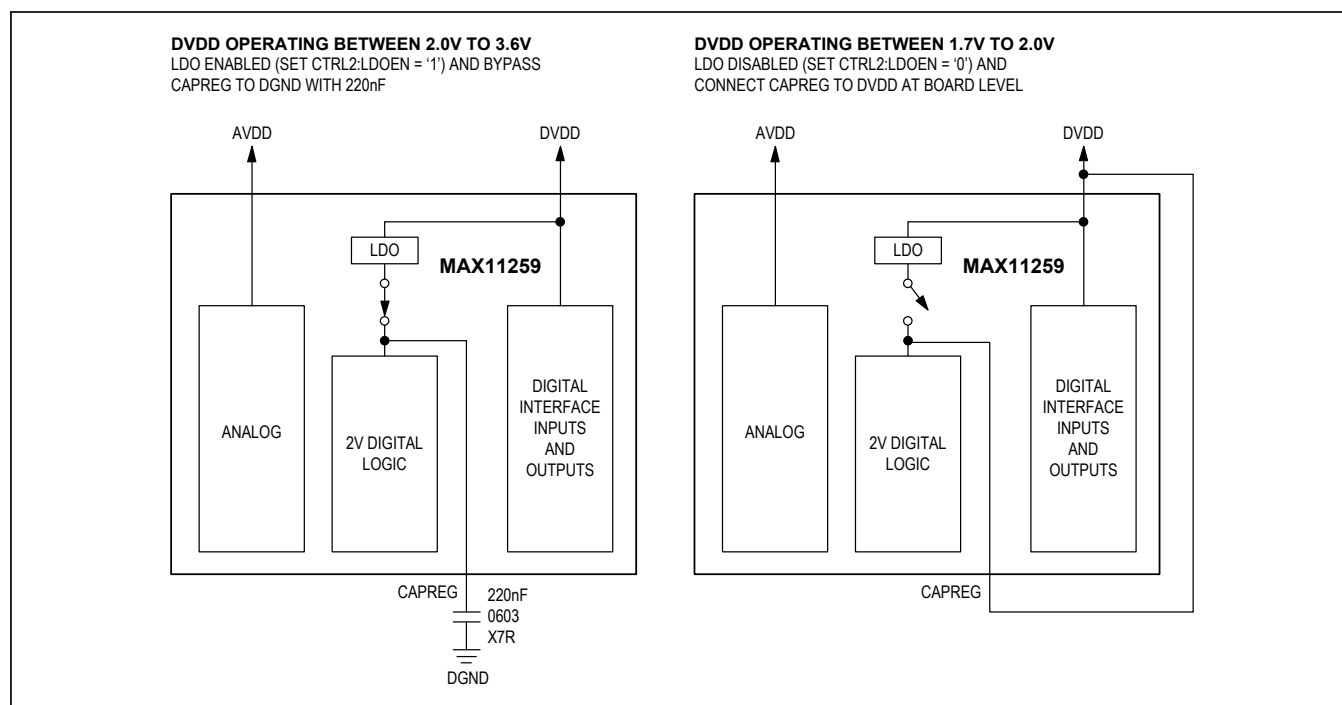 DVDD OPERATING BETWEEN 2.0V TO 3.6V
LDO ENABLED (SET CTRL2:LDOEN = ‘1’) AND BYPASS
CAPREG TO DGND WITH 220nF
AVDD
DVDD
LDO
MAX11259
ANALOG
2V DIGITAL
LOGIC
DIGITAL
INTERFACE
INPUTS
AND
OUTPUTS
CAPREG
220nF
0603
X7R
DGND
DVDD OPERATING BETWEEN 1.7V TO 2.0V
LDO DISABLED (SET CTRL2:LDOEN = ‘0’) AND
CONNECT CAPREG TO DVDD AT BOARD LEVEL
AVDD
DVDD
LDO
MAX11259
ANALOG
2V DIGITAL
LOGIC
DIGITAL
INTERFACE
INPUTS
AND
OUTPUTS
CAPREG